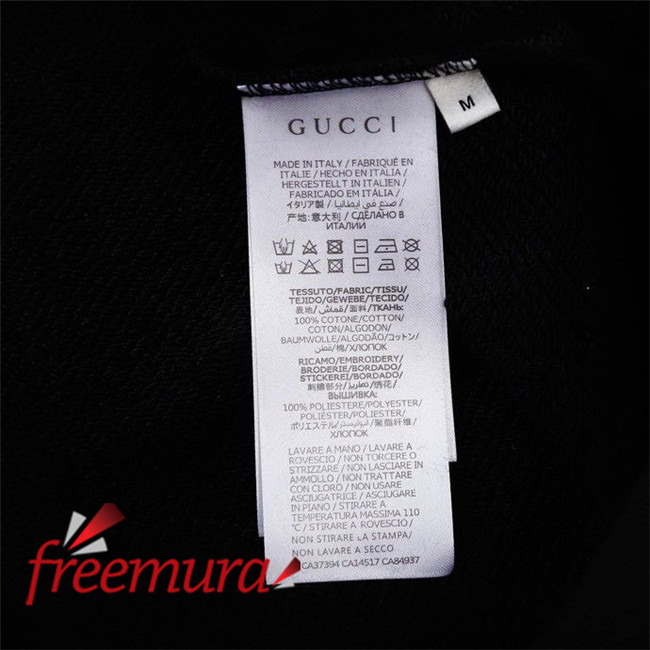 M
GUCCI
MADE IN ITALY / FABRIQUÉ EN
ITALIE / HECHO EN ITALIA /
HERGESTELLT IN ITALIEN /
FABRICADO EM ITÁLIA /
イタリア製 / صنع في ايطاليا /
产地:意大利 / СДЕЛАНО В
ИТАЛИИ
TESSUTO/FABRIC/TISSU/
TEJIDO/GEWEBE/TECIDO/
表地/قماش/面料/ТКАНЬ:
100% COTONE/COTTON/
COTON/ALGODON/
BAUMWOLLE/ALGODÃO/コットン/
قطن/棉/ХЛОПОК
RICAMO/EMBROIDERY/
BRODERIE/BORDADO/
STICKEREI/BORDADO/
刺繍部分/تطريز/绣花/
ВЫШИВКА:
100% POLIESTERE/POLYESTER/
POLIÈSTER/POLIESTER/
ポリエステル/فوليستر/聚酯纤维/
ХЛОПОК
LAVARE A MANO / LAVARE A
ROVESCIO / NON TORCERE O
STRIZZARE / NON LASCIARE IN
AMMOLLO / NON TRATTARE
CON CLORO / NON USARE
ASCIUGATRICE / ASCIUGARE
IN PIANO / STIRARE A
TEMPERATURA MASSIMA 110
°C / STIRARE A ROVESCIO /
NON STIRARE LA STAMPA/
NON LAVARE A SECCO
CA37394 CA14517 CA84937
freemura